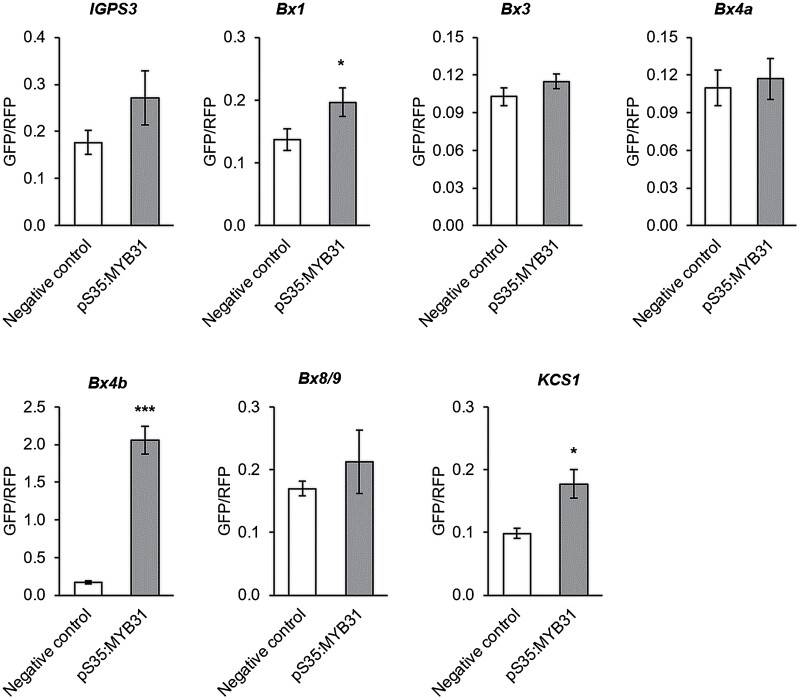 IGPS3
0.4
0.3
0.2
0.1
0.0
GFP/RFP
Negative control
pS35:MYB31
Bx1
0.3
0.2
0.1
0.0
GFP/RFP
*
Negative control
pS35:MYB31
Bx3
0.15
0.12
0.09
0.06
0.03
0.00
GFP/RFP
Negative control
pS35:MYB31
Bx4a
0.15
0.12
0.09
0.06
0.03
0.00
GFP/RFP
Negative control
pS35:MYB31
Bx4b
2.5
2.0
1.5
1.0
0.5
0.0
GFP/RFP
***
Negative control
pS35:MYB31
Bx8/9
0.3
0.2
0.1
0.0
GFP/RFP
Negative control
pS35:MYB31
KCS1
0.3
0.2
0.1
0.0
GFP/RFP
*
Negative control
pS35:MYB31